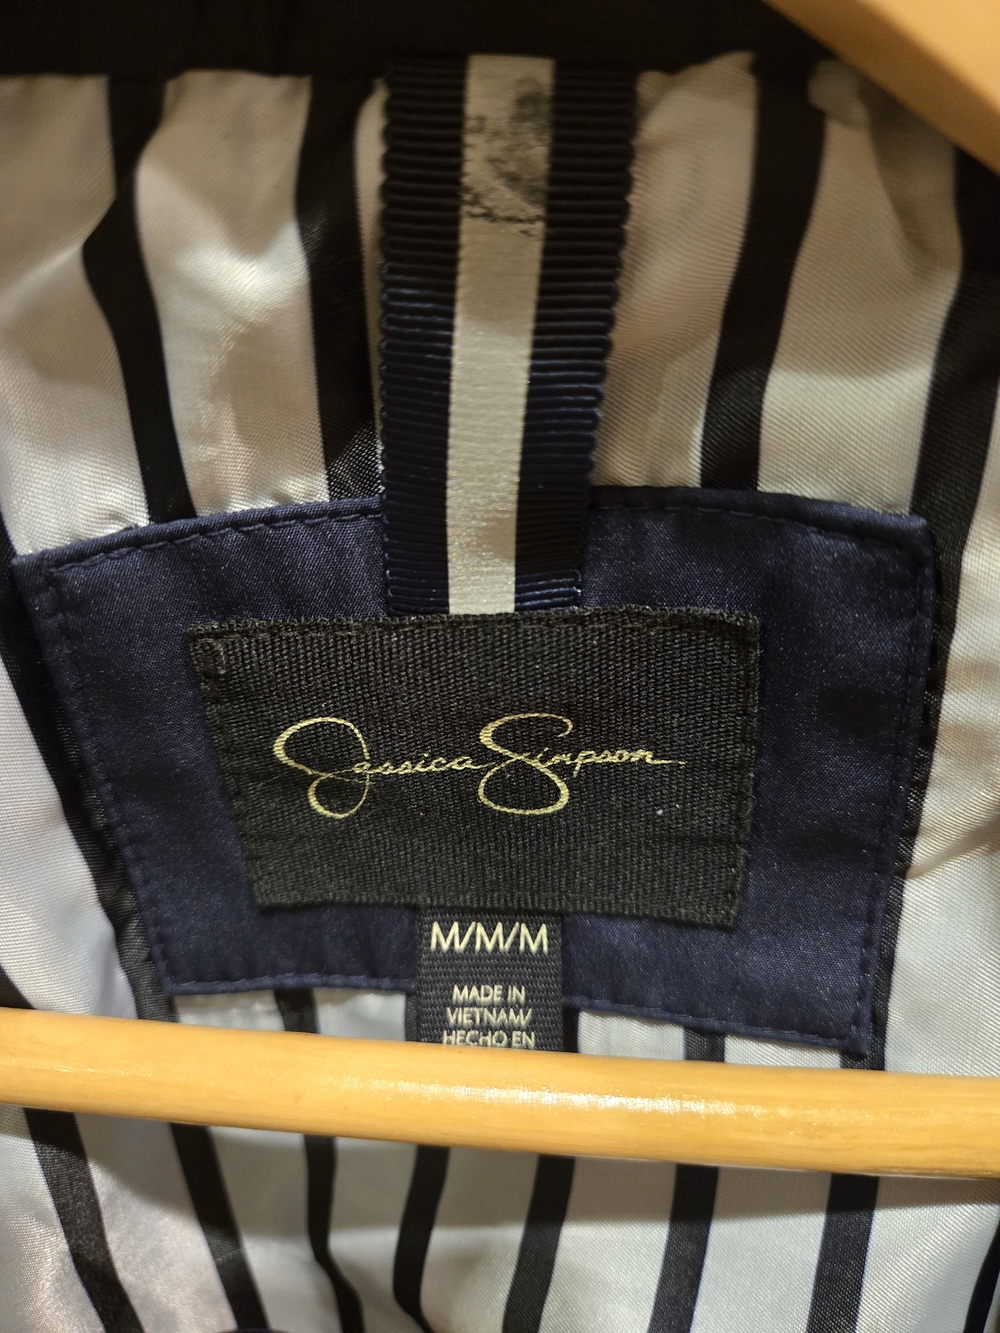 Jessica Simpson
M/M/M
MADE IN
VIETNAM/
HECHO EN